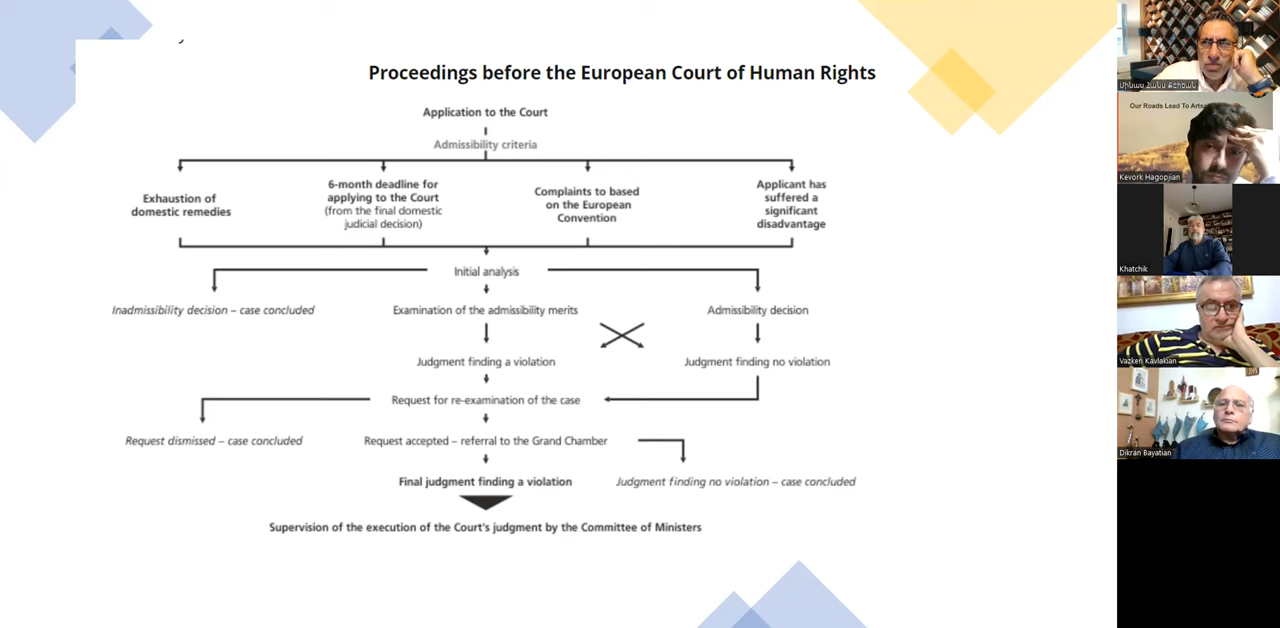 Proceedings before the European Court of Human Rights
Application to the Court
Admissibility criteria
Exhaustion of
domestic remedies
6-month deadline for
applying to the Court
(from the final domestic
judicial decision)
Complaints to based
on the European
Convention
Applicant has
suffered a
significant
disadvantage
Initial analysis
Inadmissibility decision – case concluded
Examination of the admissibility merits
Admissibility decision
Judgment finding a violation
Judgment finding no violation
Request for re-examination of the case
Request dismissed – case concluded
Request accepted – referral to the Grand Chamber
Final judgment finding a violation
Judgment finding no violation – case concluded
Supervision of the execution of the Court's judgment by the Committee of Ministers
Our Roads Lead To
Kevork Hagopjian
Khatchik
Vazken Kavlakian
Dikran Bayatian